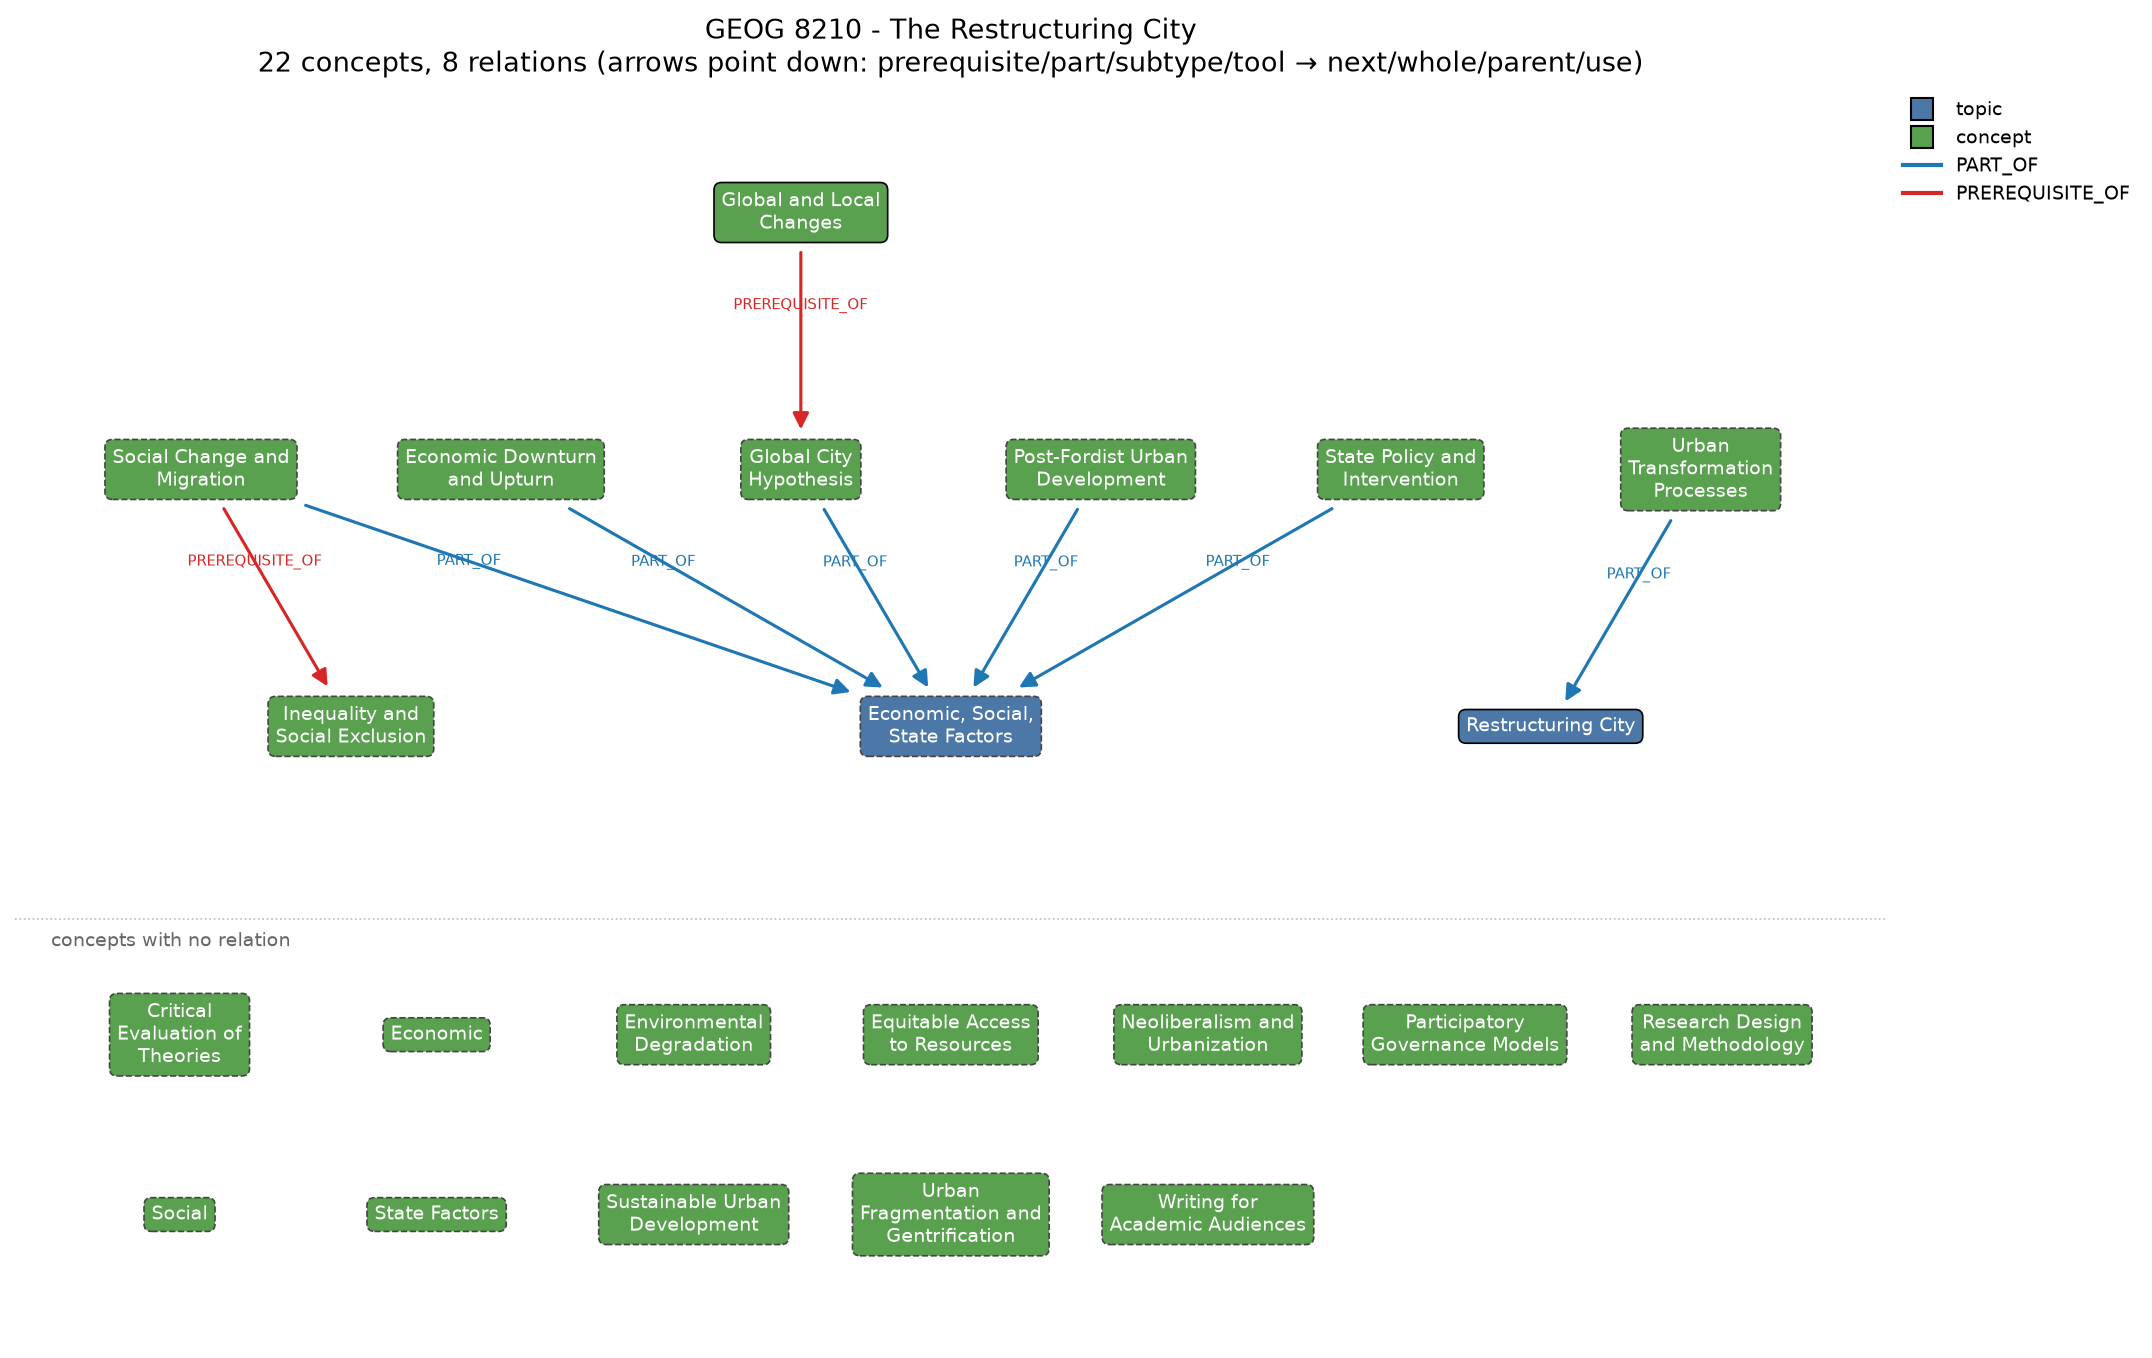 GEOG 8210 - The Restructuring City
22 concepts, 8 relations (arrows point down: prerequisite/part/subtype/tool → next/whole/parent/use)
topic
concept
PART_OF
PREREQUISITE_OF
Global and Local
Changes
PREREQUISITE_OF
Social Change and
Migration
Economic Downturn
and Upturn
Global City
Hypothesis
Post-Fordist Urban
Development
State Policy and
Intervention
Urban
Transformation
Processes
PREREQUISITE_OF
PART_OF
PART_OF
PART_OF
PART_OF
PART_OF
PART_OF
Inequality and
Social Exclusion
Economic, Social,
State Factors
Restructuring City
concepts with no relation
Critical
Evaluation of
Theories
Economic
Environmental
Degradation
Equitable Access
to Resources
Neoliberalism and
Urbanization
Participatory
Governance Models
Research Design
and Methodology
Social
State Factors
Sustainable Urban
Development
Urban
Fragmentation and
Gentrification
Writing for
Academic Audiences